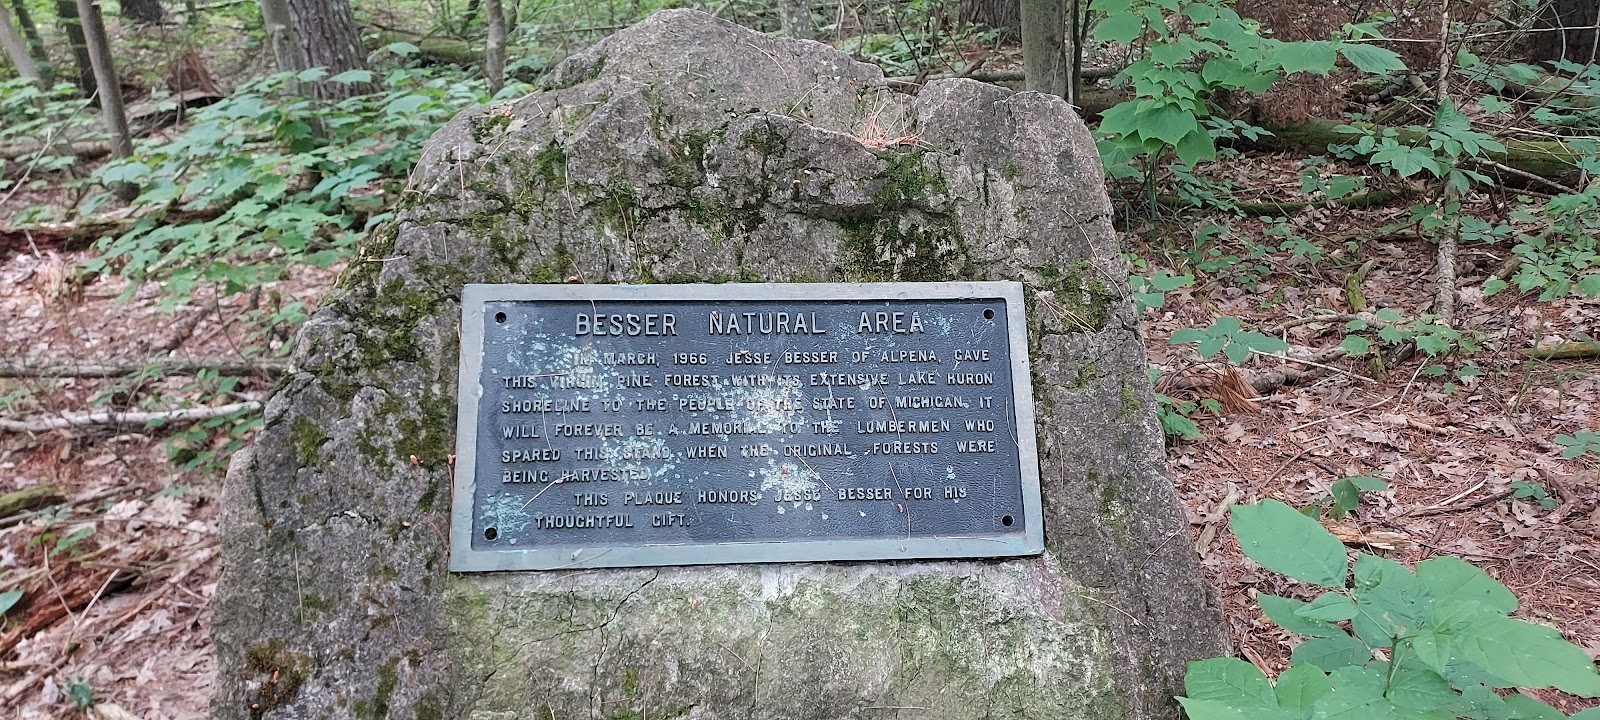 BESSER NATURAL AREA
IN MARCH, 1966, JESSE BESSER OF ALPENA, GAVE
THIS VIRGIN PINE FOREST WITH ITS EXTENSIVE LAKE HURON
SHORELINE TO THE PEOPLE OF THE STATE OF MICHIGAN. IT
WILL FOREVER BE A MEMORIAL TO THE LUMBERMEN WHO
SPARED THIS STAND WHEN THE ORIGINAL FORESTS WERE
BEING HARVESTED.
THIS PLAQUE HONORS JESSE BESSER FOR HIS
THOUGHTFUL GIFT.